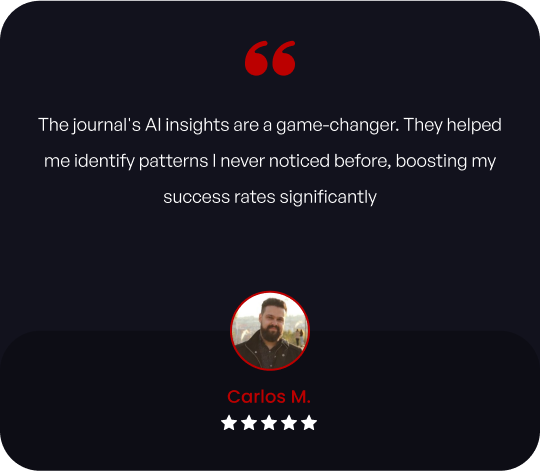 The journal's AI insights are a game-changer. They helped
me identify patterns I never noticed before, boosting my
success rates significantly
Carlos M.